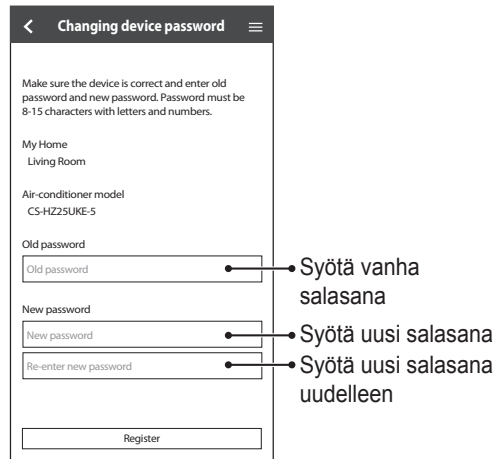 Changing device password
Make sure the device is correct and enter old
password and new password. Password must be
8-15 characters with letters and numbers.
My Home
Living Room
Air-conditioner model
CS-HZ25UKE-5
Old password
Old password
Syötä vanha
salasana
New password
New password
Syötä uusi salasana
Re-enter new password
Syötä uusi salasana
uudelleen
Register